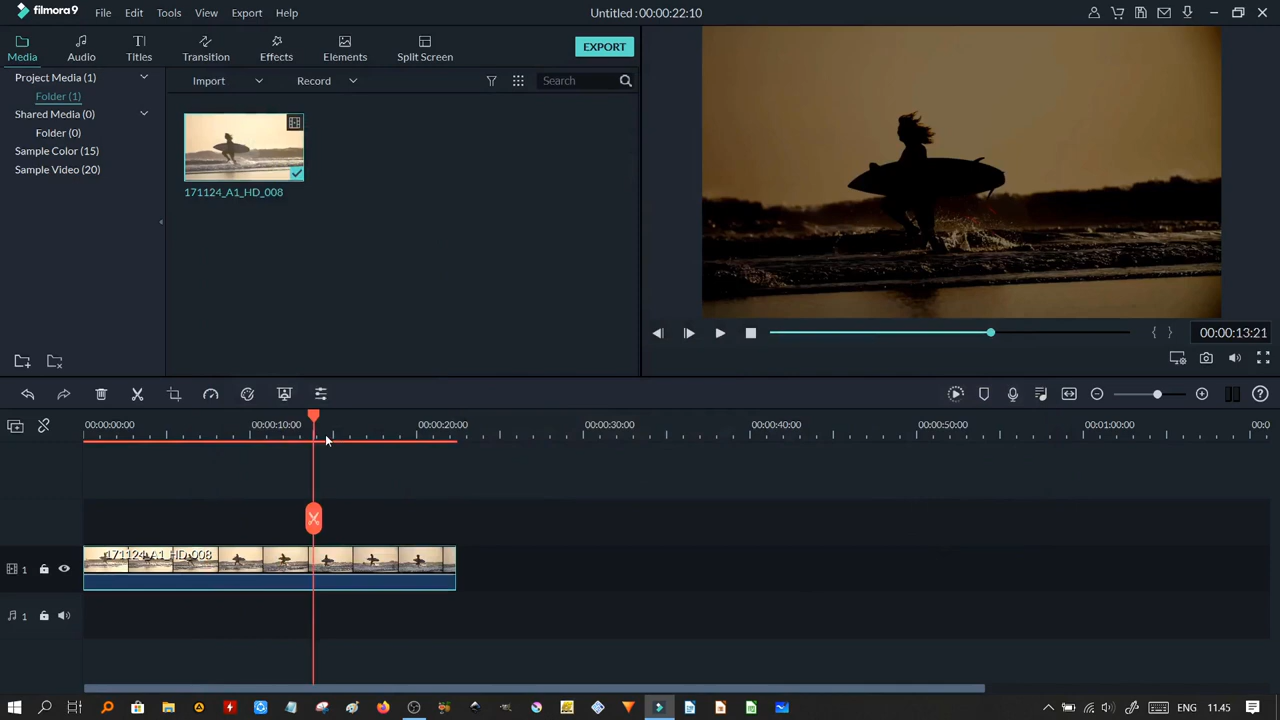 filmora 9 File Edit Tools View Export Help Untitled : 00:00:22:10
Media Audio Titles Transition Effects Elements Split Screen EXPORT
Project Media (1) Import Record Search
Folder (1)
Shared Media (0)
Folder (0)
Sample Color (15)
Sample Video (20)
171124_A1_HD_008
00:00:13:21
00:00:00:00 00:00:10:00 00:00:20:00 00:00:30:00 00:00:40:00 00:00:50:00 00:01:00:00 00:0
171124_A1_HD_008
1
1
ENG 11.45